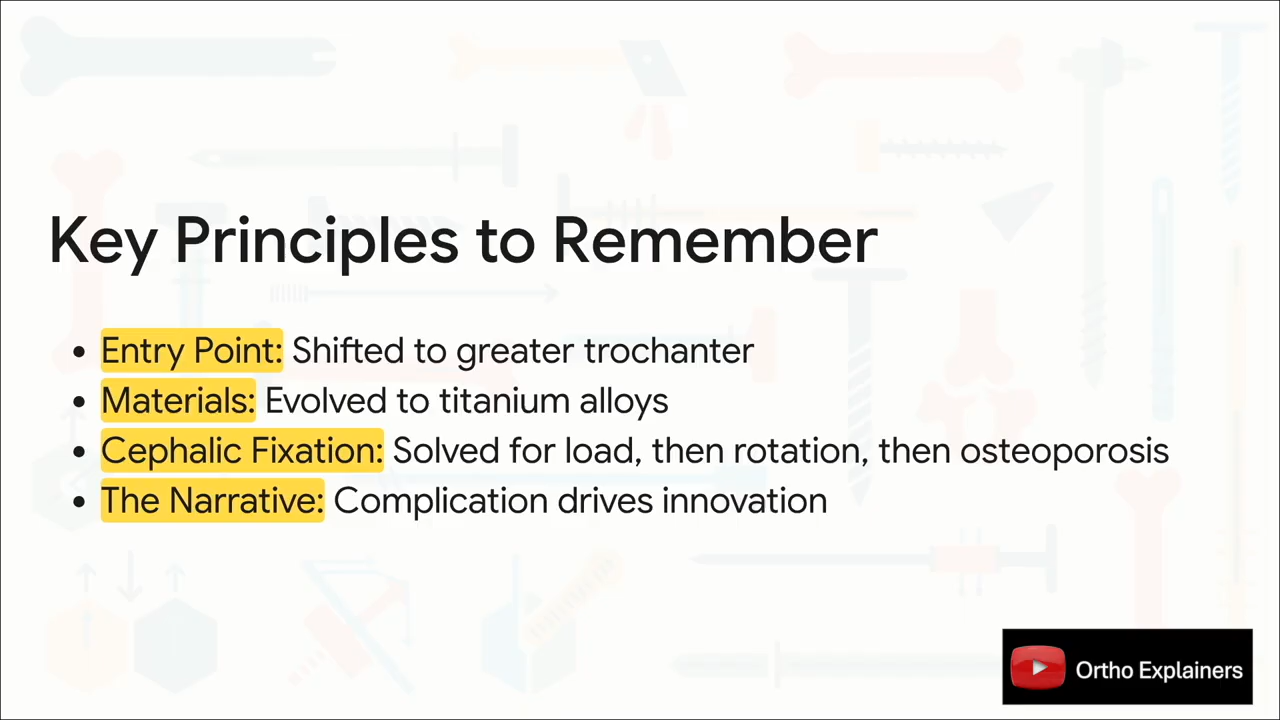 Key Principles to Remember
• Entry Point: Shifted to greater trochanter
• Materials: Evolved to titanium alloys
• Cephalic Fixation: Solved for load, then rotation, then osteoporosis
• The Narrative: Complication drives innovation
Ortho Explainers